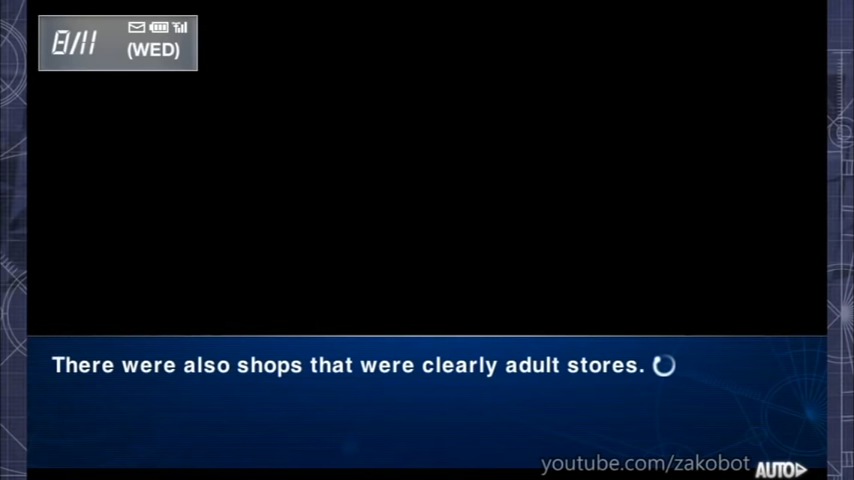 8/11
(WED)
There were also shops that were clearly adult stores.
youtube.com/zakobot
AUTO